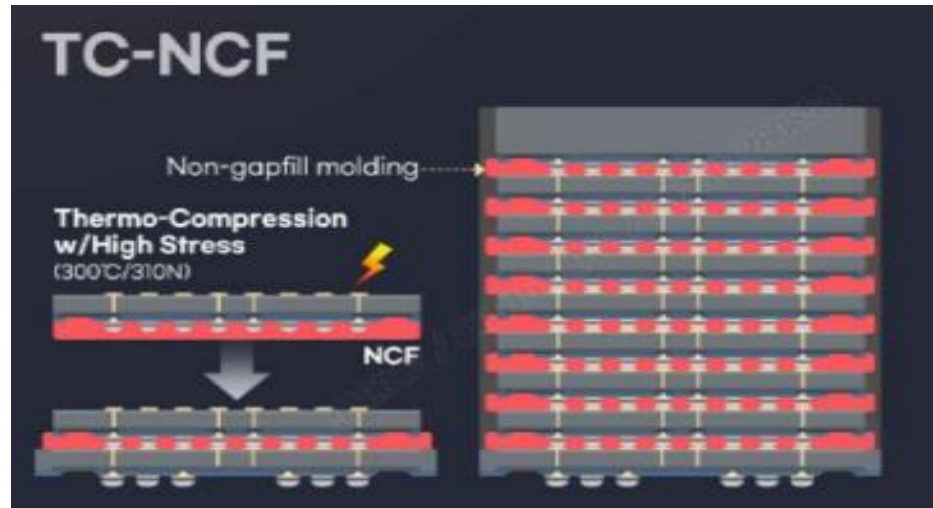 TC-NCF
Non-gapfill molding
Thermo-Compression
w/High Stress
(300℃/310N)
NCF